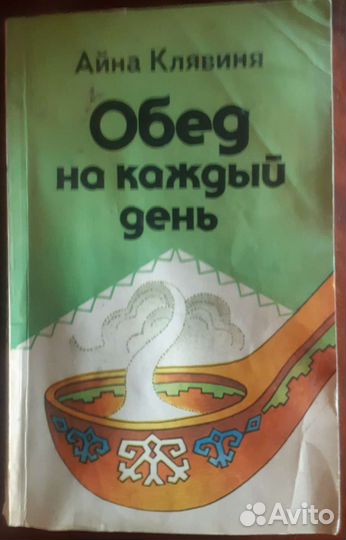 Айна Клявиня
Обед
на каждый
день
Avito